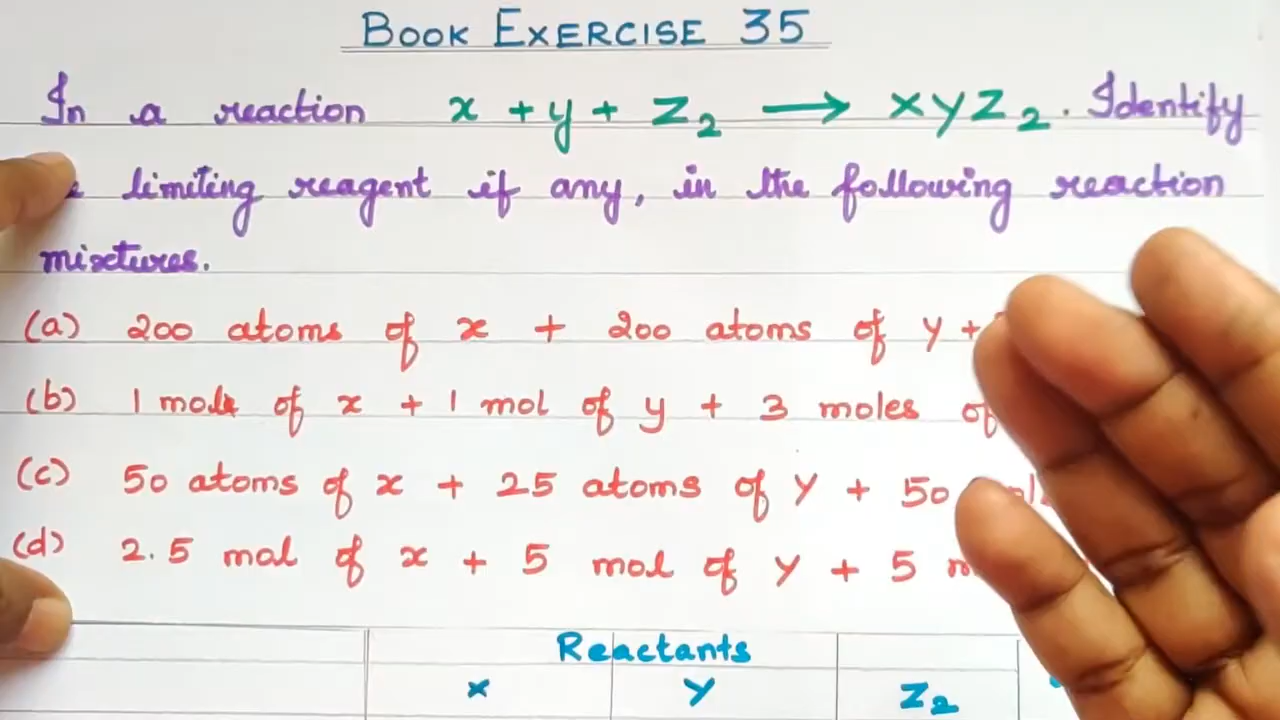 BOOK EXERCISE 35
In a reaction x + y + Z₂ → XYZ₂. Identify
limiting reagent if any, in the following reaction
mixtures.
(a) 200 atoms of x + 200 atoms of y +
(b) 1 mole of x + 1 mol of y + 3 moles of
(c) 50 atoms of x + 25 atoms of y + 50
(d) 2.5 mol of x + 5 mol of y + 5
Reactants
x y Z₂